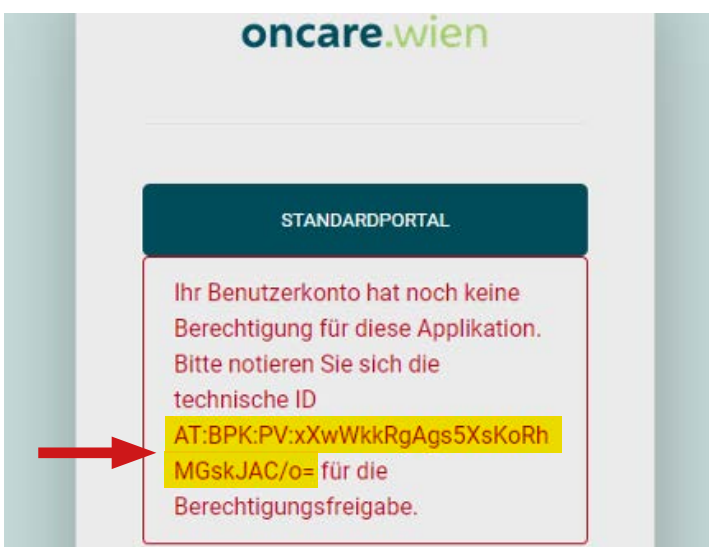 oncare.wien
STANDARDPORTAL
Ihr Benutzerkonto hat noch keine
Berechtigung für diese Applikation.
Bitte notieren Sie sich die
technische ID
AT:BPK:PV:xXwWkkRgAgs5XsKoRh
MGskJAC/o= für die
Berechtigungsfreigabe.